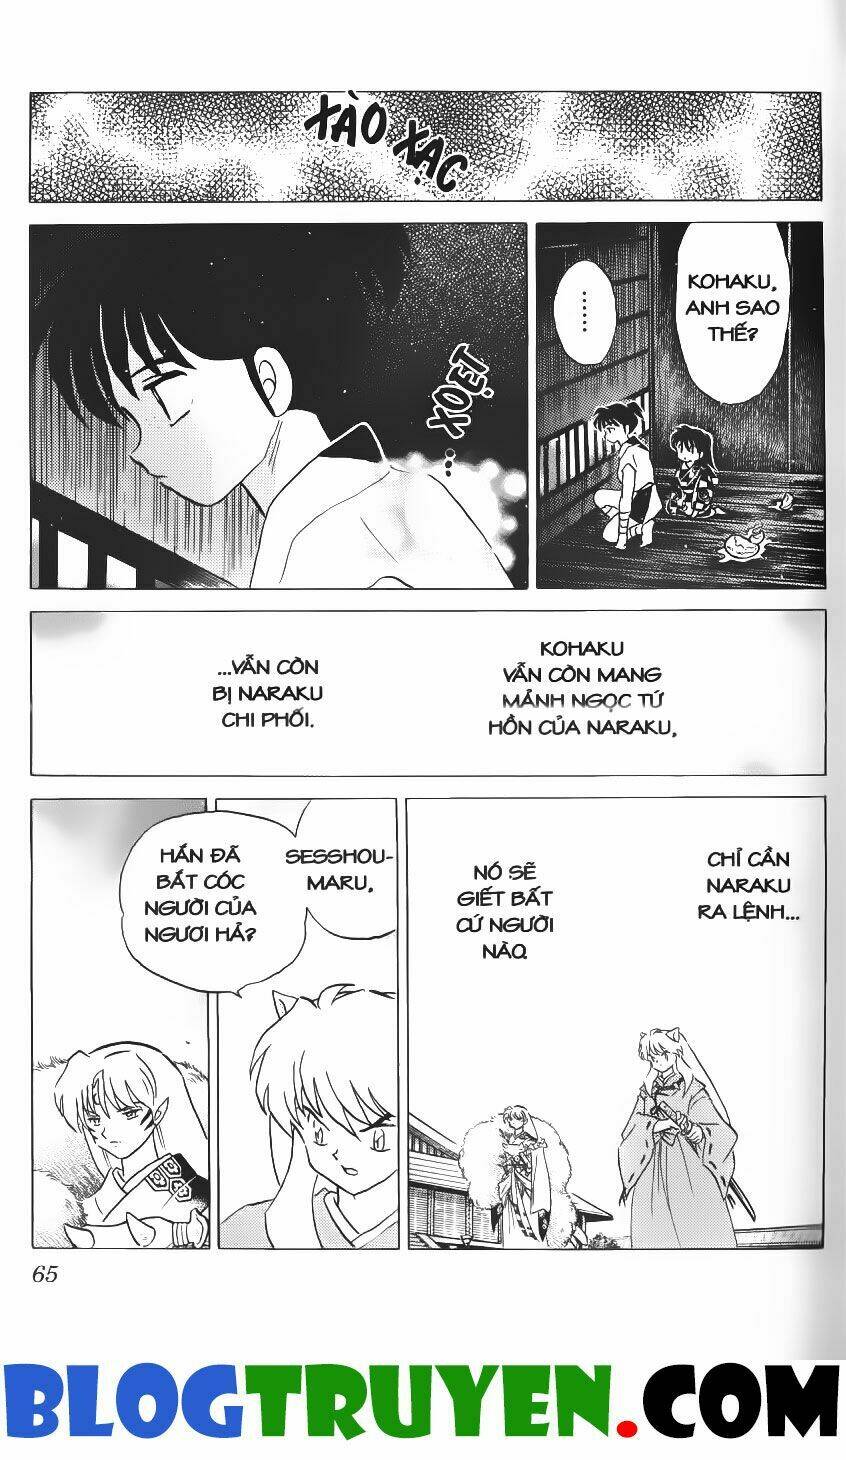 XÀO XẠC
KOHAKU,
ANH SAO
THẾ?
......
... XOẸT
KOHAKU
VẪN CÒN MANG
MẢNH NGỌC TỨ
HỒN CỦA NARAKU,
...VẪN CÒN
BỊ NARAKU
CHI PHỐI.
CHỈ CẦN
NARAKU
RA LỆNH...
NÓ SẼ
GIẾT BẤT
CỨ NGƯỜI
NÀO.
SESSHOU-
MARU,
HẮN ĐÃ
BẮT CÓC
NGƯỜI CỦA
NGƯƠI HẢ?
65
BLOGTRUYEN.COM